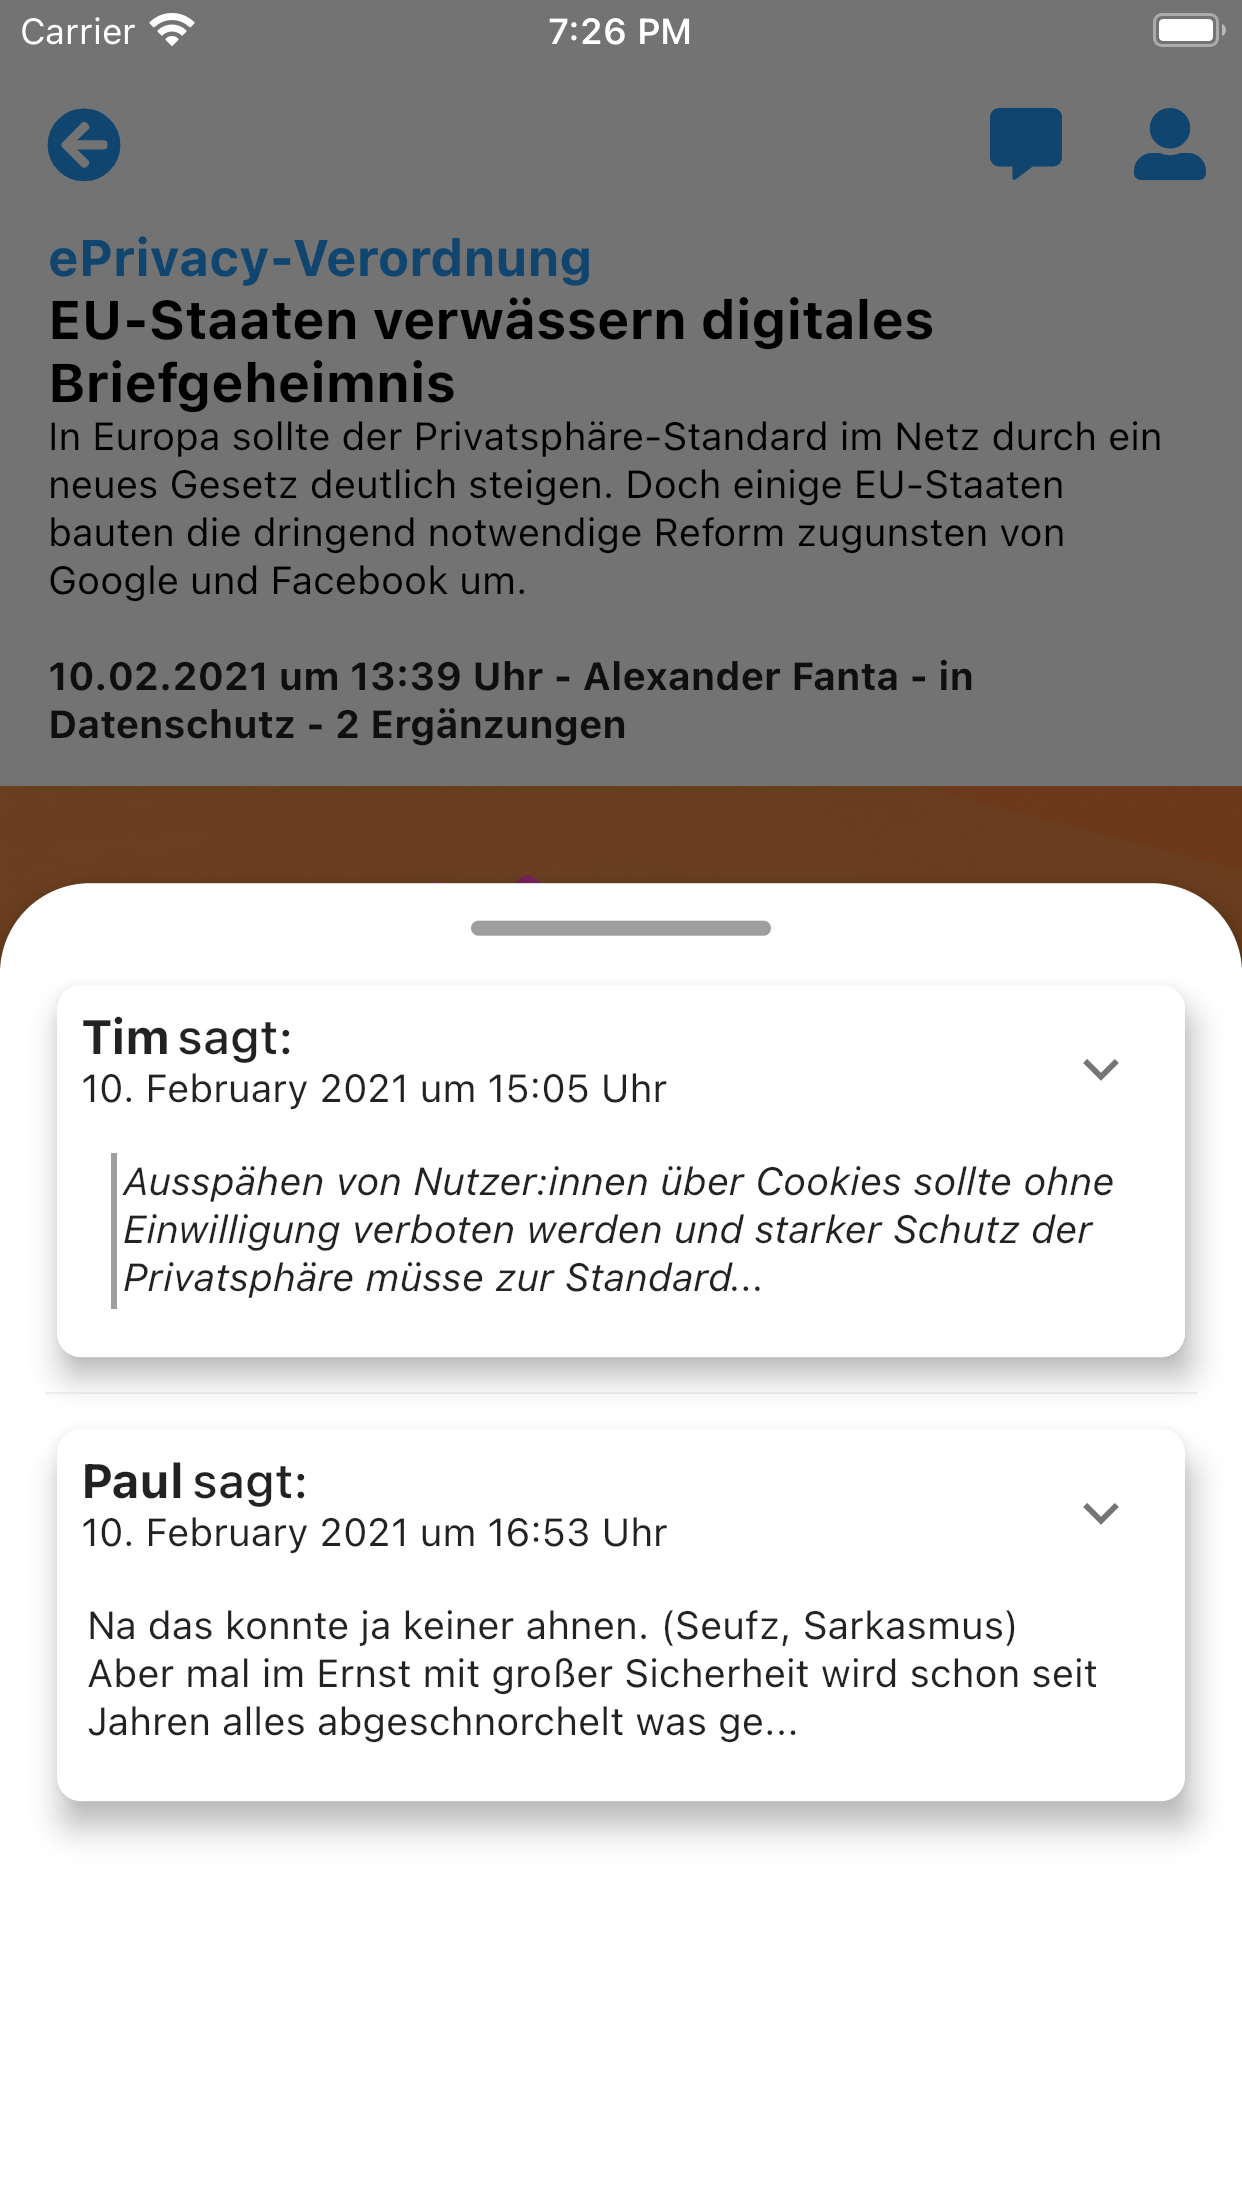 Carrier 7:26 PM
ePrivacy-Verordnung
EU-Staaten verwässern digitales
Briefgeheimnis
In Europa sollte der Privatsphäre-Standard im Netz durch ein
neues Gesetz deutlich steigen. Doch einige EU-Staaten
bauten die dringend notwendige Reform zugunsten von
Google und Facebook um.
10.02.2021 um 13:39 Uhr - Alexander Fanta - in
Datenschutz - 2 Ergänzungen
Tim sagt:
10. February 2021 um 15:05 Uhr
Ausspähen von Nutzer:innen über Cookies sollte ohne
Einwilligung verboten werden und starker Schutz der
Privatsphäre müsse zur Standard...
Paul sagt:
10. February 2021 um 16:53 Uhr
Na das konnte ja keiner ahnen. (Seufz, Sarkasmus)
Aber mal im Ernst mit großer Sicherheit wird schon seit
Jahren alles abgeschnorchelt was ge...